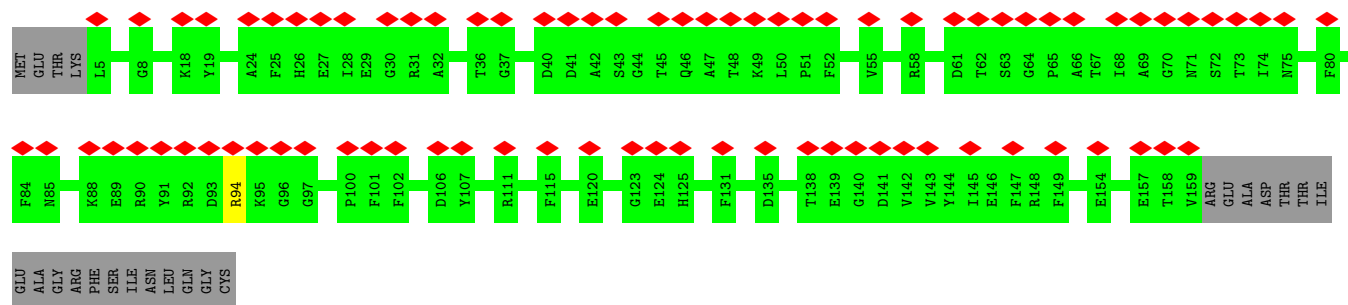 MET GLU THR LYS L5 G8 K18 Y19 A24 F25 H26 E27 I28 E29 G30 R31 A32 T36 G37 D40 D41 A42 S43 G44 T45 Q46 A47 T48 K49 L50 P51 F52 V55 R58 D61 T62 S63 G64 P65 A66 T67 I68 A69 G70 N71 S72 T73 I74 N75 F80
F84 N85 K88 E89 R90 Y91 R92 D93 R94 K95 G96 G97 P100 F101 F102 D106 Y107 R111 F115 E120 G123 E124 H125 F131 D135 T138 E139 G140 D141 V142 V143 Y144 I145 E146 F147 R148 F149 E154 E157 T158 V159 ARG GLU ALA ASP THR THR ILE
GLU ALA GLY ARG PHE SER ILE ASN LEU GLN GLY CYS